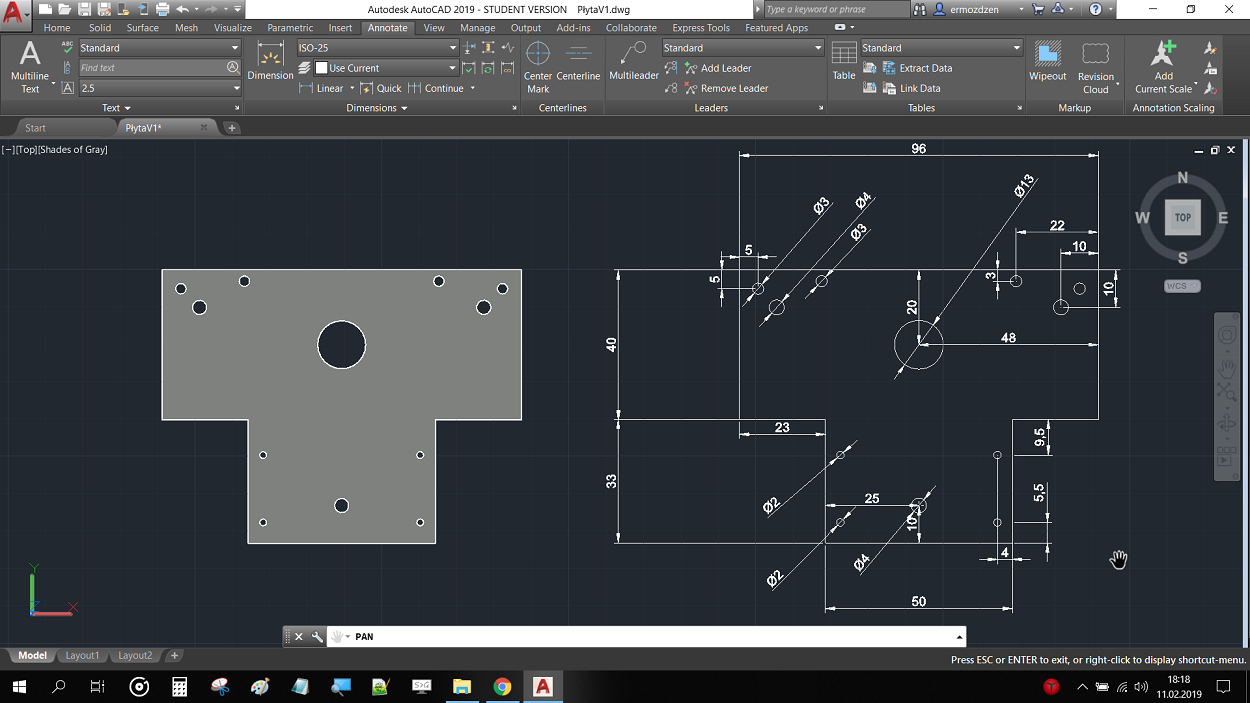 Autodesk AutoCAD 2019 - STUDENT VERSION PłytaV1.dwg
Type a keyword or phrase
ermozdzen
Home Solid Surface Mesh Visualize Parametric Insert Annotate View Manage Output Add-ins Collaborate Express Tools Featured Apps
Standard
Find text
2.5
Multiline
Text
Text
Dimension
ISO-25
Use Current
Linear Quick Continue
Dimensions
Center
Mark
Centerline
Centerlines
Multileader
Standard
Add Leader
Remove Leader
Leaders
Table
Standard
Extract Data
Link Data
Tables
Wipeout
Revision
Cloud
Markup
Add
Current Scale
Annotation Scaling
Start
PłytaV1*
[−][Top][Shades of Gray]
96
Ø3
Ø4
Ø3
Ø13
22
10
5
5
3
10
20
48
40
23
9,5
33
Ø2
25
10
5,5
Ø2
Ø4
4
50
N
W
TOP
E
S
WCS
Y
X
Z
PAN
Model Layout1 Layout2
Press ESC or ENTER to exit, or right-click to display shortcut-menu.
18:18
11.02.2019